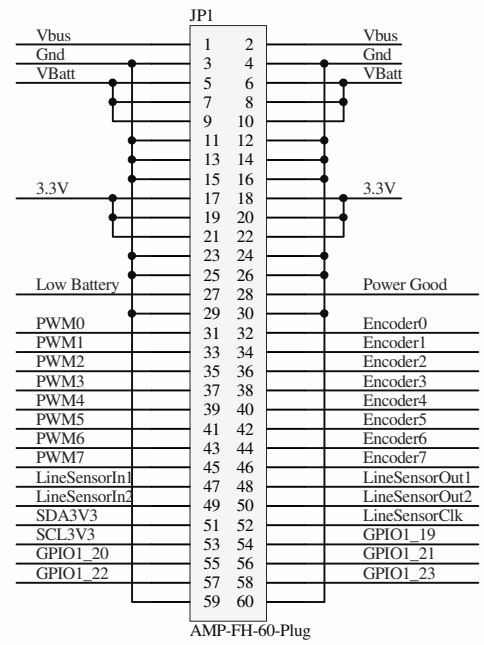 JP1
Vbus 1 2 Vbus
Gnd 3 4 Gnd
VBatt 5 6 VBatt
7 8
9 10
11 12
13 14
15 16
3.3V 17 18 3.3V
19 20
21 22
23 24
25 26
Low Battery 27 28 Power Good
29 30
PWM0 31 32 Encoder0
PWM1 33 34 Encoder1
PWM2 35 36 Encoder2
PWM3 37 38 Encoder3
PWM4 39 40 Encoder4
PWM5 41 42 Encoder5
PWM6 43 44 Encoder6
PWM7 45 46 Encoder7
LineSensorIn1 47 48 LineSensorOut1
LineSensorIn2 49 50 LineSensorOut2
SDA3V3 51 52 LineSensorClk
SCL3V3 53 54 GPIO1_19
GPIO1_20 55 56 GPIO1_21
GPIO1_22 57 58 GPIO1_23
59 60
AMP-FH-60-Plug